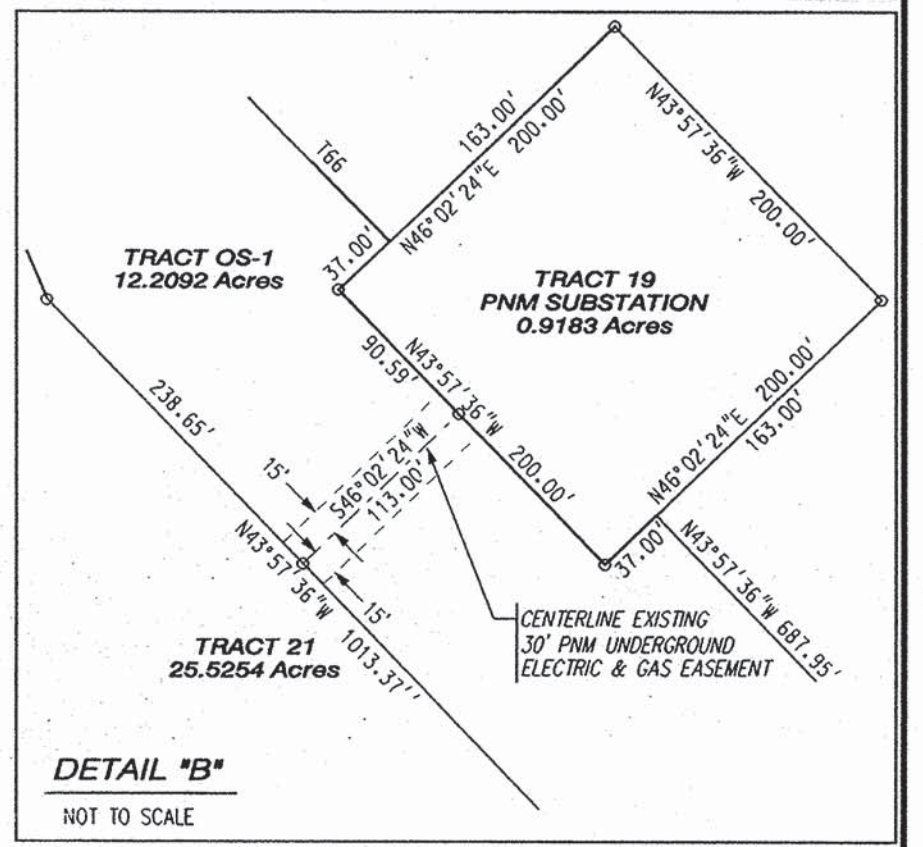 163.00'
N46°02'24"E 200.00'
N43°57'36"W 200.00'
T66
37.00'
TRACT OS-1
12.2092 Acres
TRACT 19
PNM SUBSTATION
0.9183 Acres
90.59'
N43°57'36"W 200.00'
238.65'
15'
S46°02'24"W
113.00'
N46°02'24"E 200.00'
163.00'
37.00'
N43°57'36"W 687.95'
N43°57'36"W 1013.37''
15'
CENTERLINE EXISTING
30' PNM UNDERGROUND
ELECTRIC & GAS EASEMENT
TRACT 21
25.5254 Acres
DETAIL "B"
NOT TO SCALE